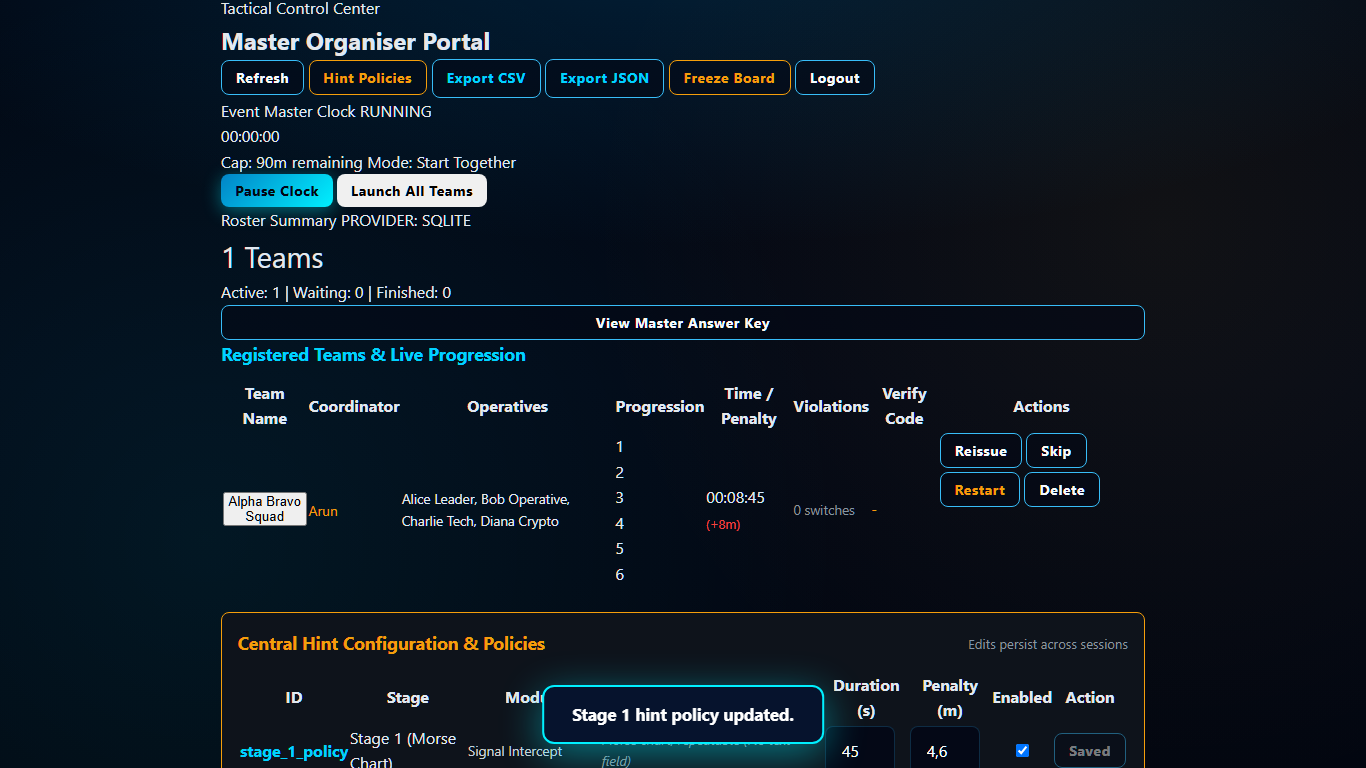 Tactical Control Center
Master Organiser Portal
Refresh Hint Policies Export CSV Export JSON Freeze Board Logout
Event Master Clock RUNNING
00:00:00
Cap: 90m remaining Mode: Start Together
Pause Clock Launch All Teams
Roster Summary PROVIDER: SQLITE
1 Teams
Active: 1 | Waiting: 0 | Finished: 0
View Master Answer Key
Registered Teams & Live Progression
Team Name Coordinator Operatives Progression Time / Penalty Violations Verify Code Actions
Alpha Bravo Squad
Arun
Alice Leader, Bob Operative,
Charlie Tech, Diana Crypto
1
2
3
4
5
6
00:08:45
(+8m)
0 switches
-
Reissue Skip
Restart Delete
Central Hint Configuration & Policies
Edits persist across sessions
ID Stage Duration (s) Penalty (m) Enabled Action
Stage 1 hint policy updated.
stage_1_policy
Stage 1 (Morse
Chart)
Signal Intercept
field)
45
4,6
Saved